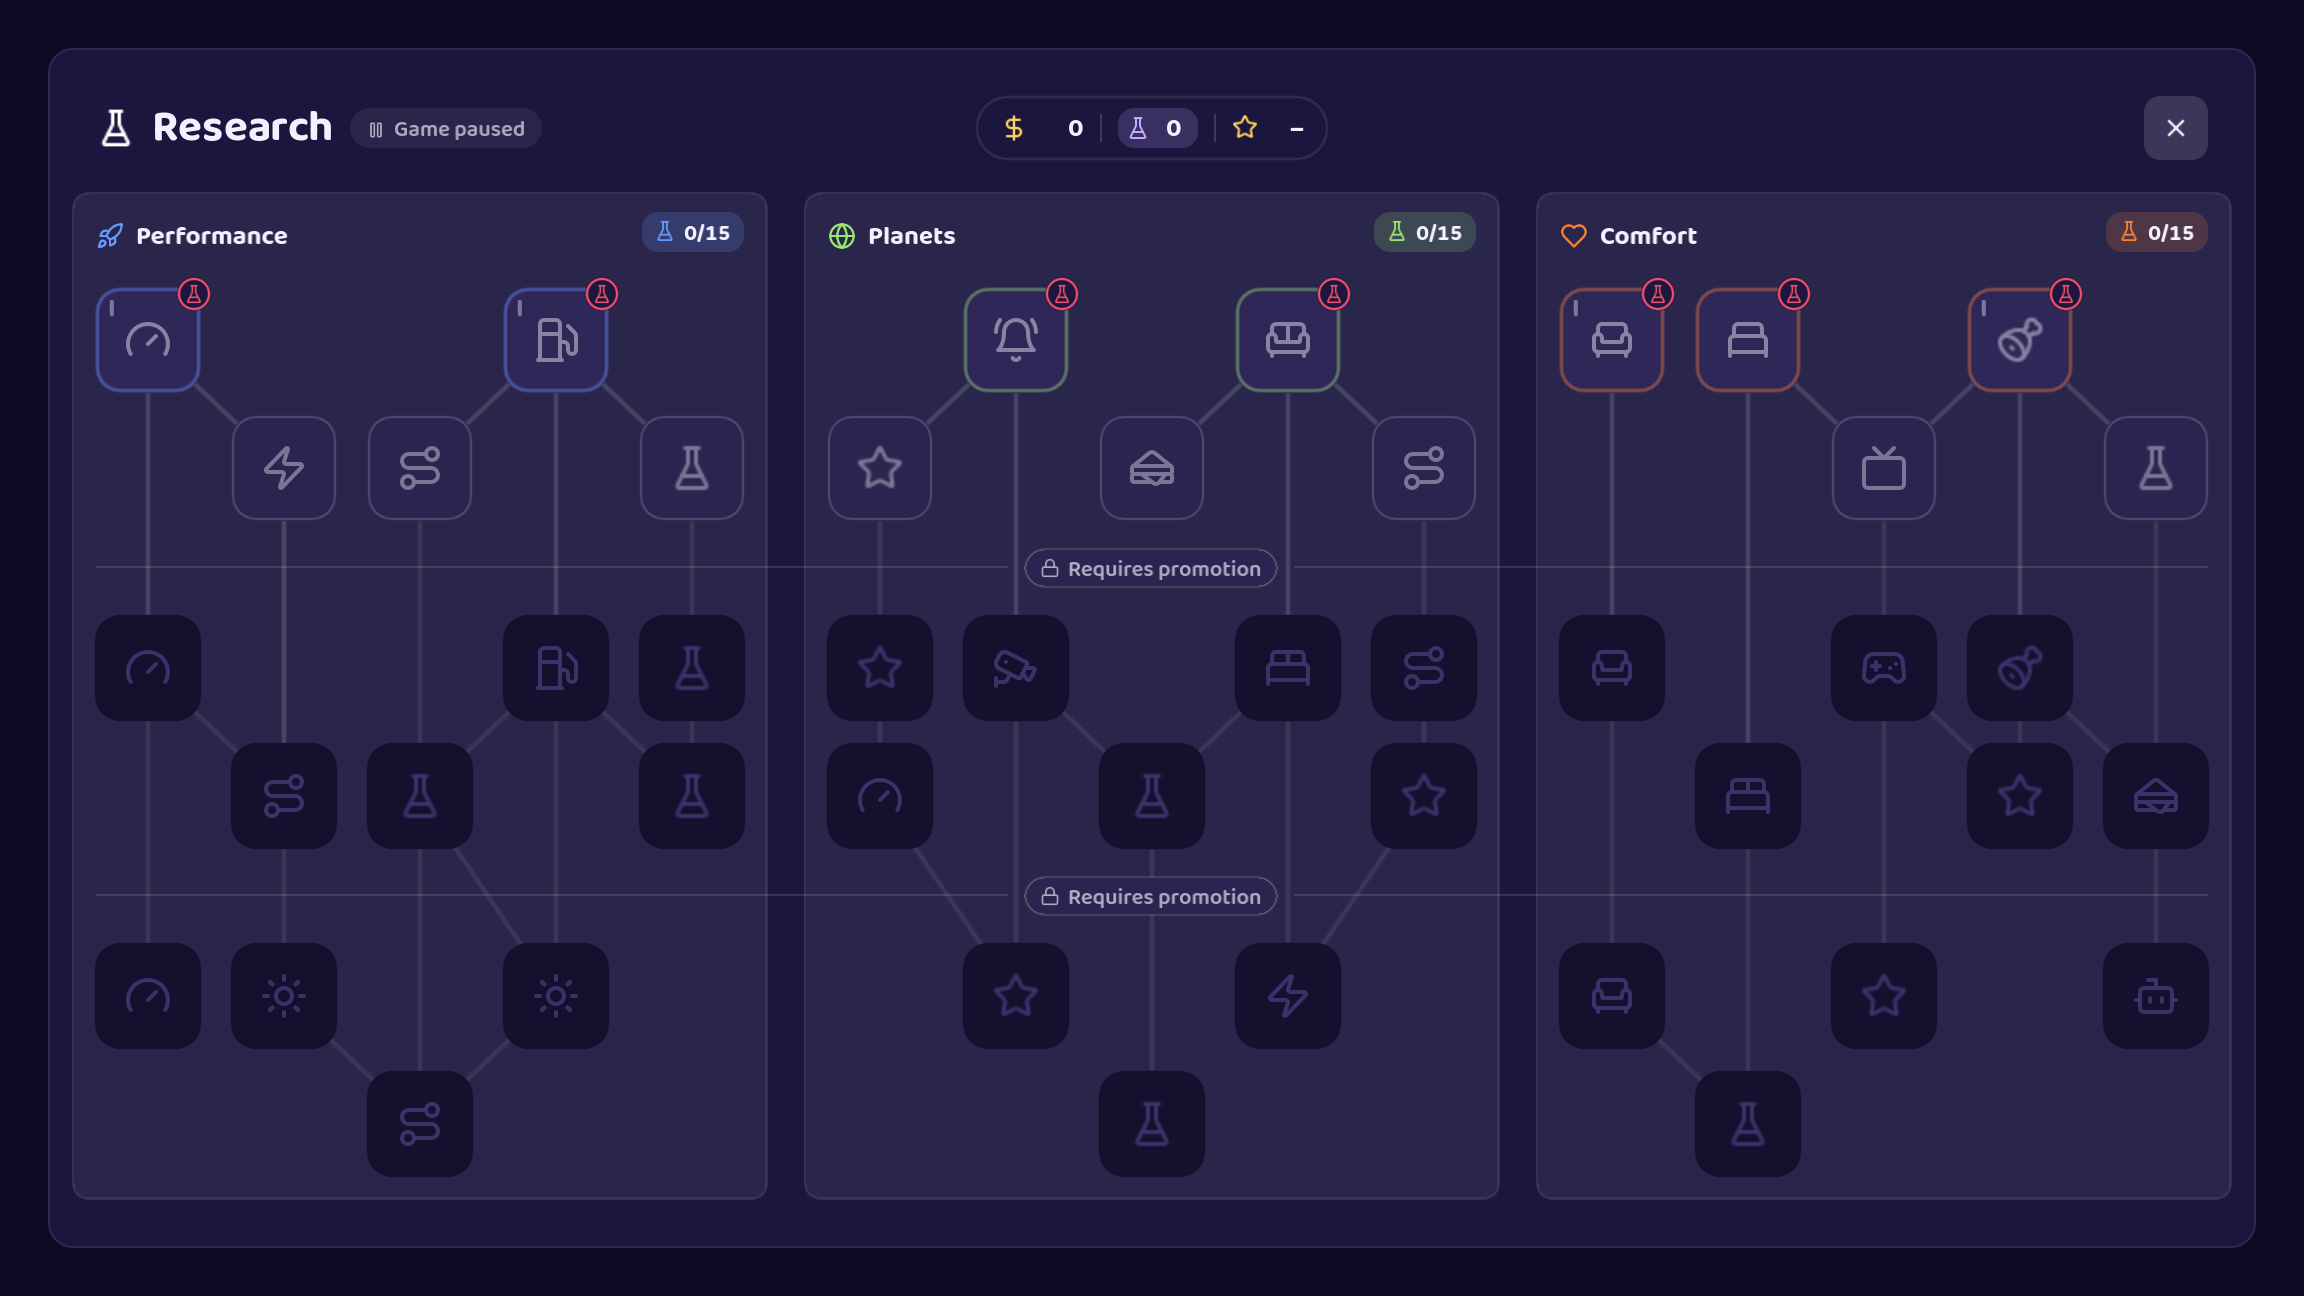 Research
Game paused
0
0
–
Performance
0/15
Planets
0/15
Comfort
0/15
I
I
I
I
Requires promotion
Requires promotion